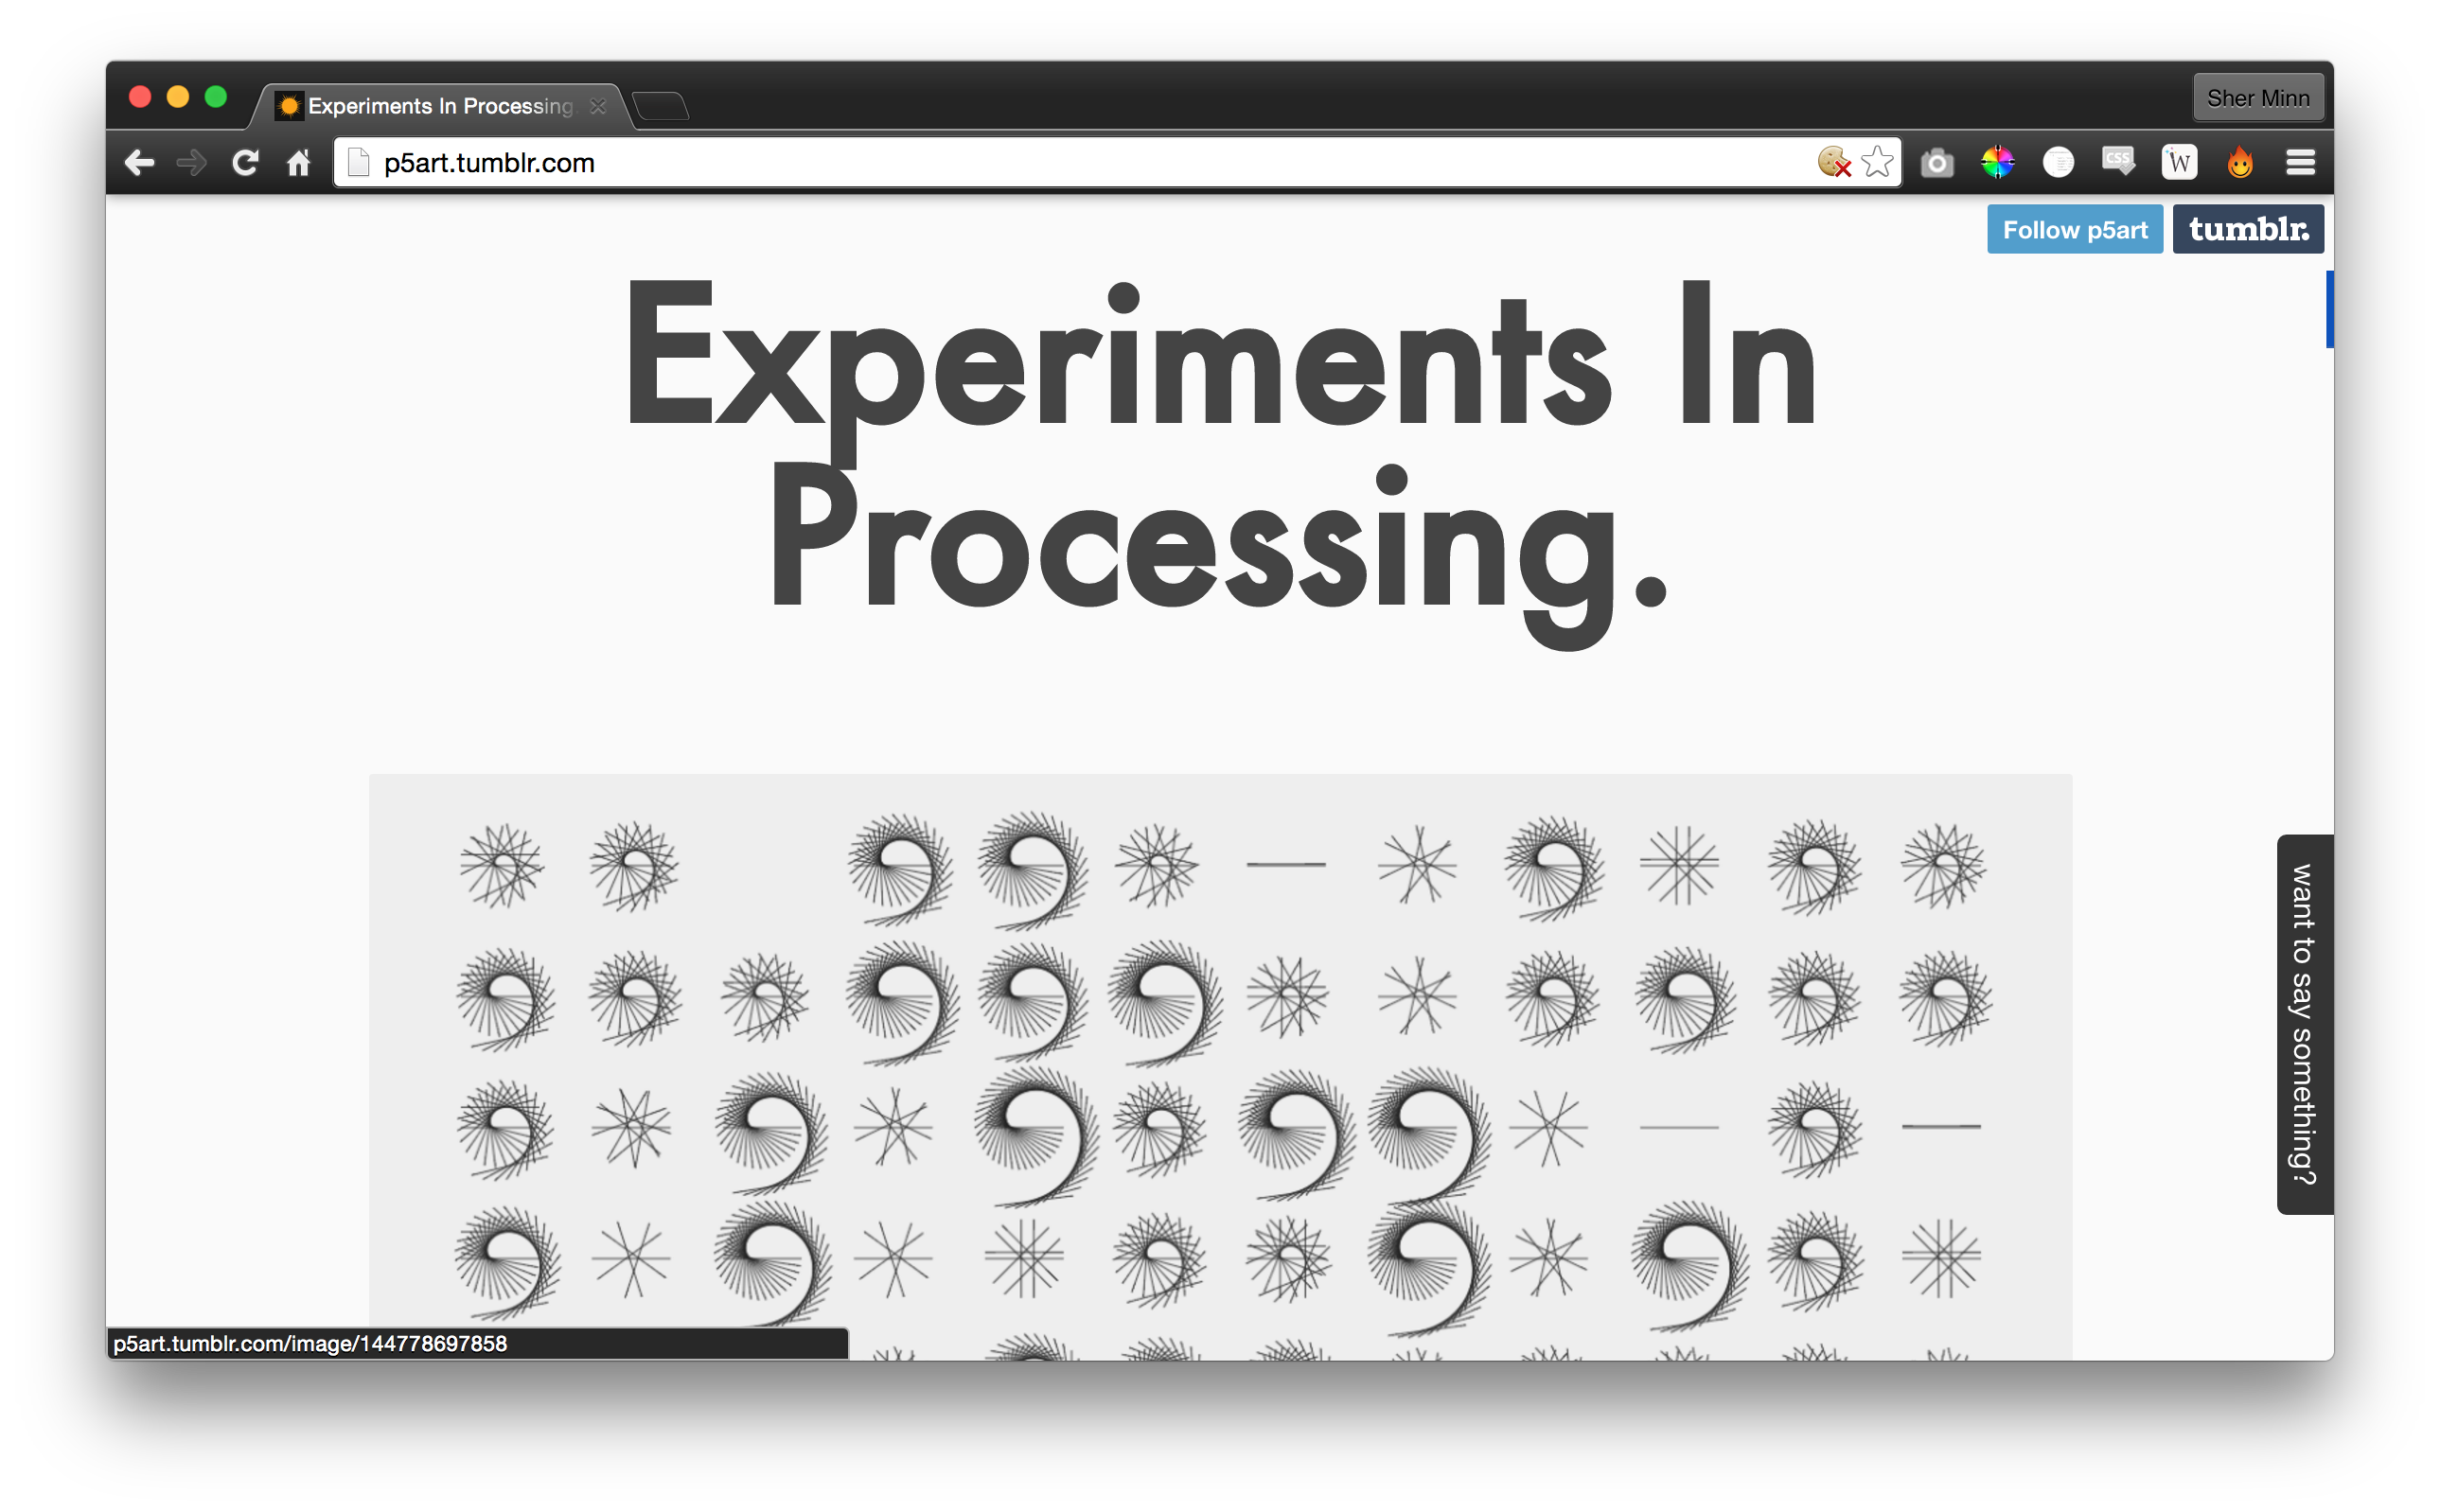 Experiments In Processing.
Sher Minn
p5art.tumblr.com
CSS
W
Follow p5art
tumblr.
Experiments In
Processing.
want to say something?
p5art.tumblr.com/image/144778697858